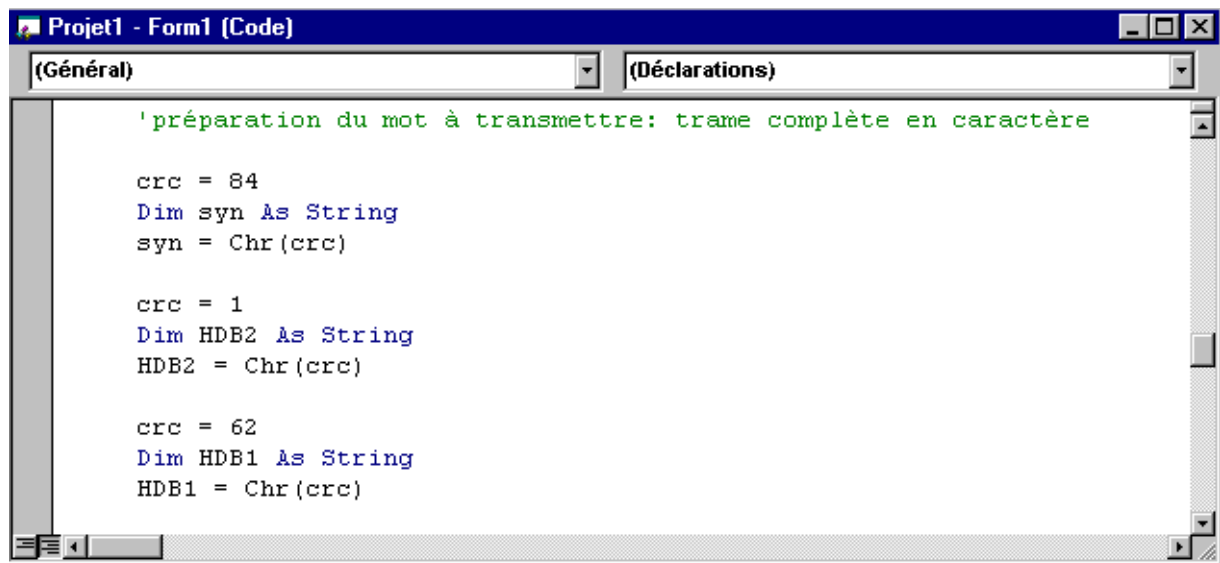 Projet1 - Form1 (Code)
(Général) (Déclarations)
'préparation du mot à transmettre: trame complète en caractère
crc = 84
Dim syn As String
syn = Chr(crc)
crc = 1
Dim HDB2 As String
HDB2 = Chr(crc)
crc = 62
Dim HDB1 As String
HDB1 = Chr(crc)